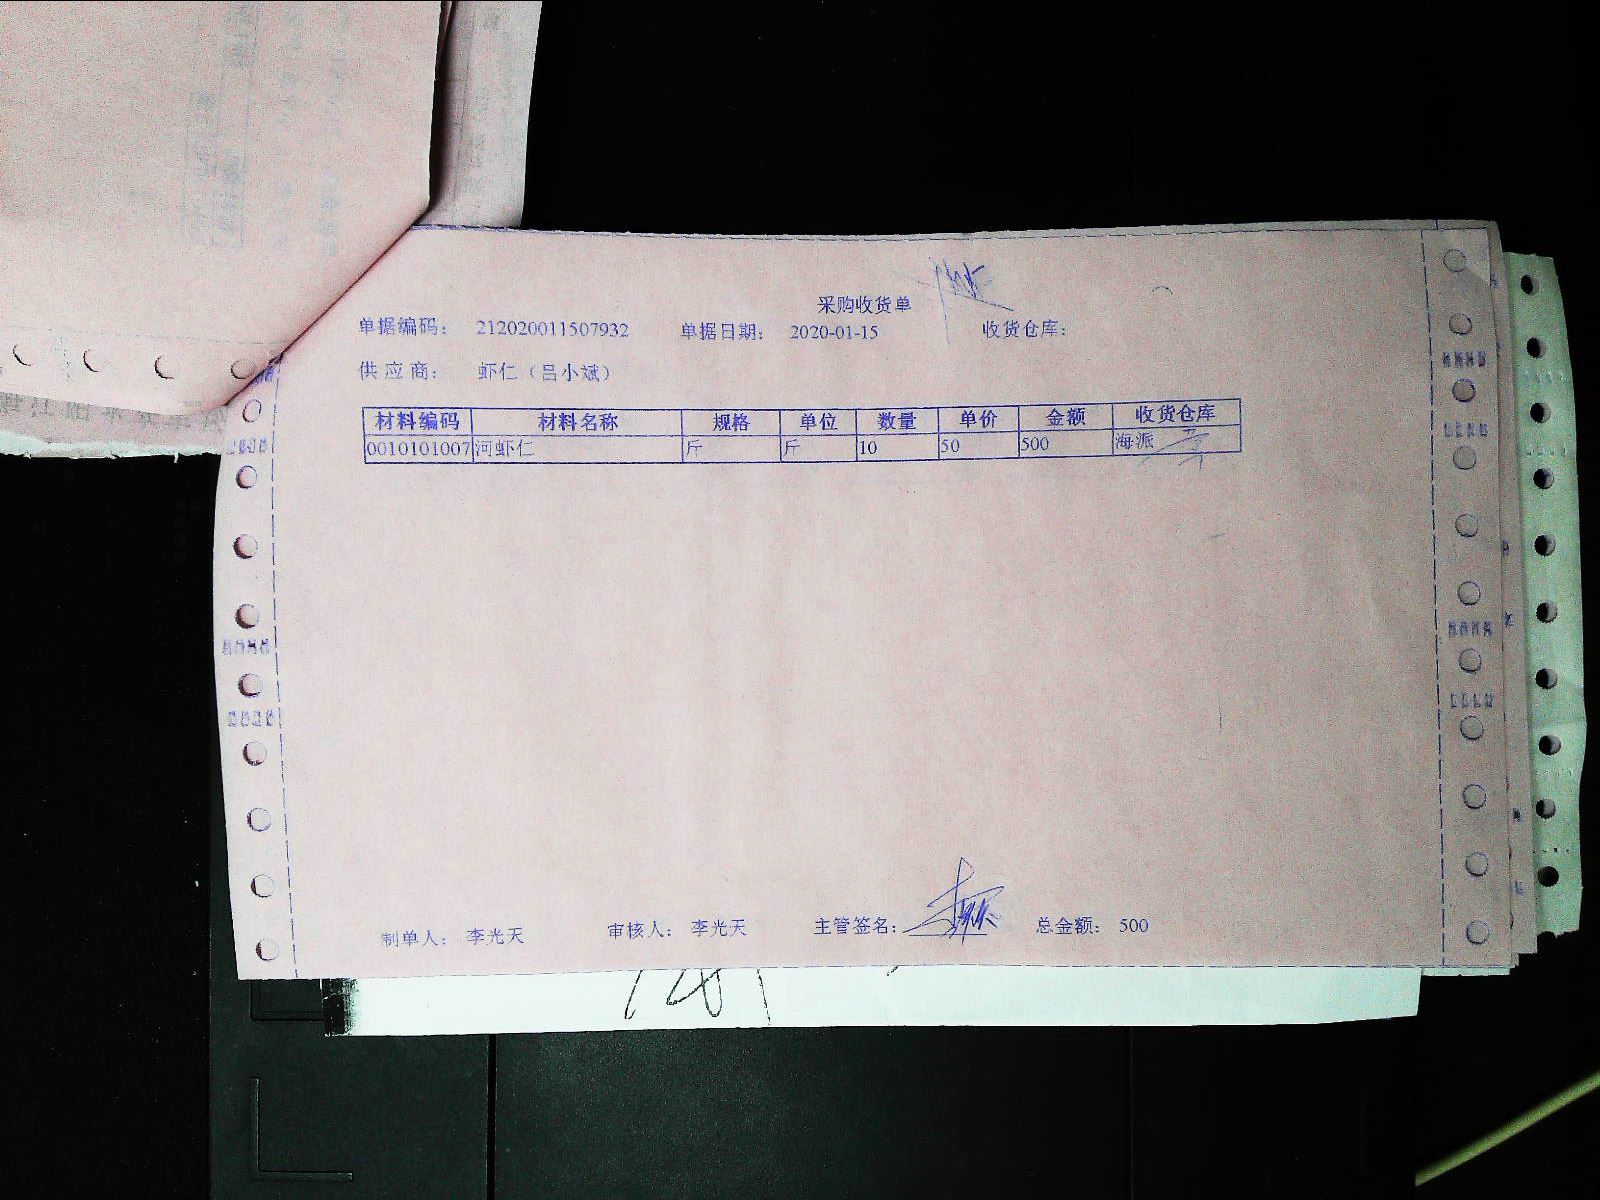 采购收货单
单据编码: 212020011507932 单据日期: 2020-01-15 收货仓库:
供应商: 虾仁（吕小斌）
材料编码 材料名称 规格 单位 数量 单价 金额 收货仓库
0010101007 河虾仁 斤 斤 10 50 500 海派
制单人: 李光天 审核人: 李光天 主管签名: 总金额: 500